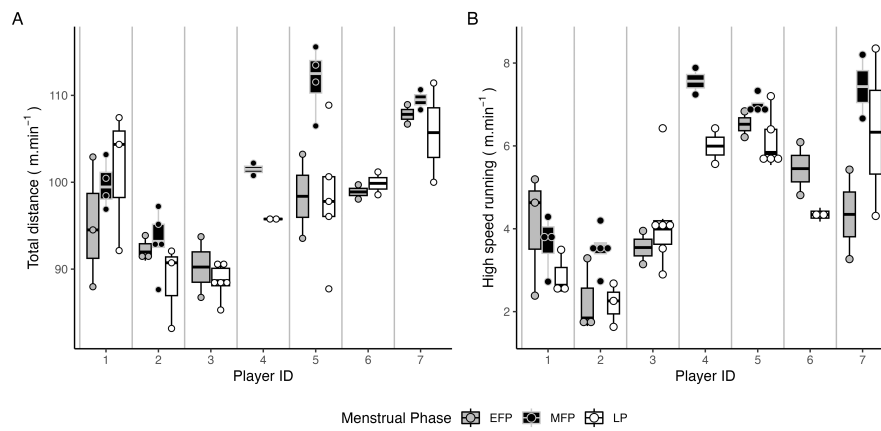 A
B
Total distance ( m.min⁻¹ )
110
100
90
1 2 3 4 5 6 7
Player ID
High speed running ( m.min⁻¹ )
8
6
4
2
1 2 3 4 5 6 7
Player ID
Menstrual Phase EFP MFP LP